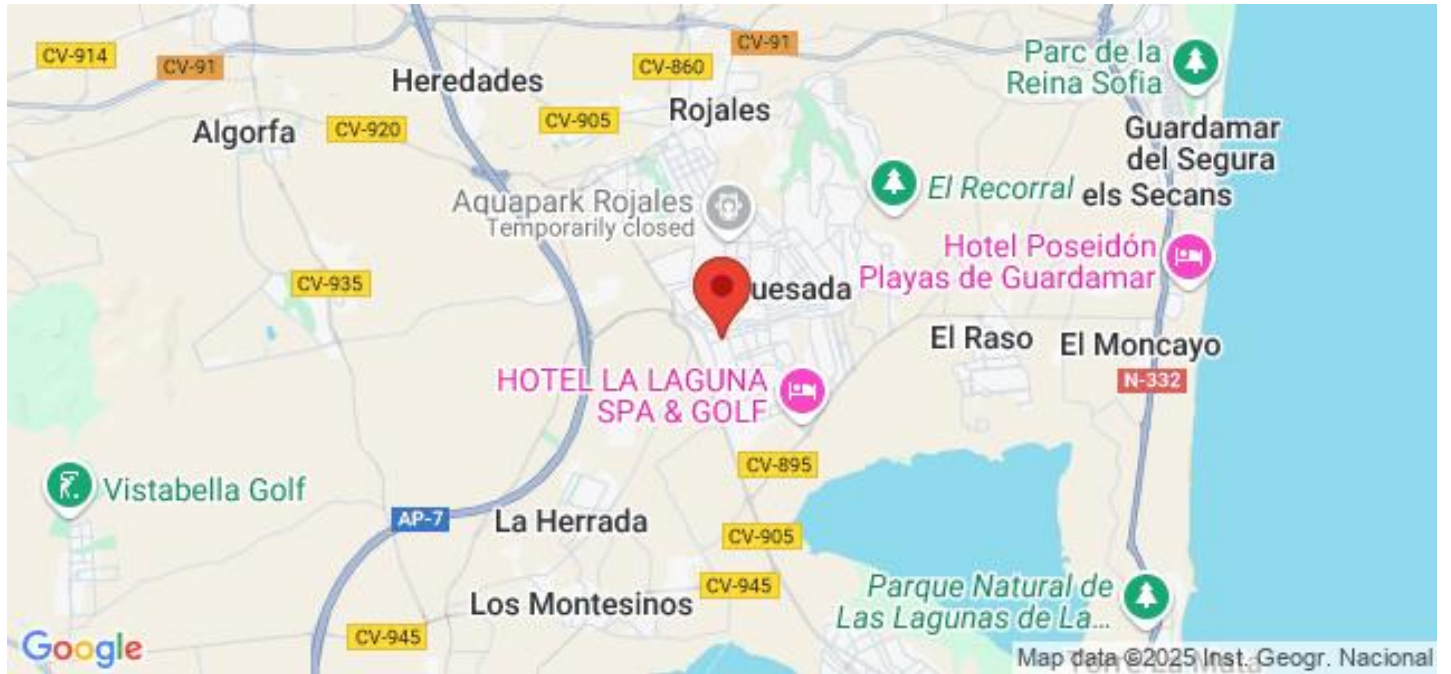 CV-914
CV-91
CV-91
Parc de la
Reina Sofia
Heredades
CV-860
Rojales
Algorfa
CV-920
CV-905
Guardamar
del Segura
Aquapark Rojales
Temporarily closed
El Recorral
els Secans
Hotel Poseidón
Playas de Guardamar
CV-935
uesada
El Raso
El Moncayo
N-332
HOTEL LA LAGUNA
SPA & GOLF
CV-895
Vistabella Golf
AP-7
La Herrada
CV-905
CV-945
Los Montesinos
Parque Natural de
Las Lagunas de La...
CV-945
Google
Map data ©2025 Inst. Geogr. Nacional